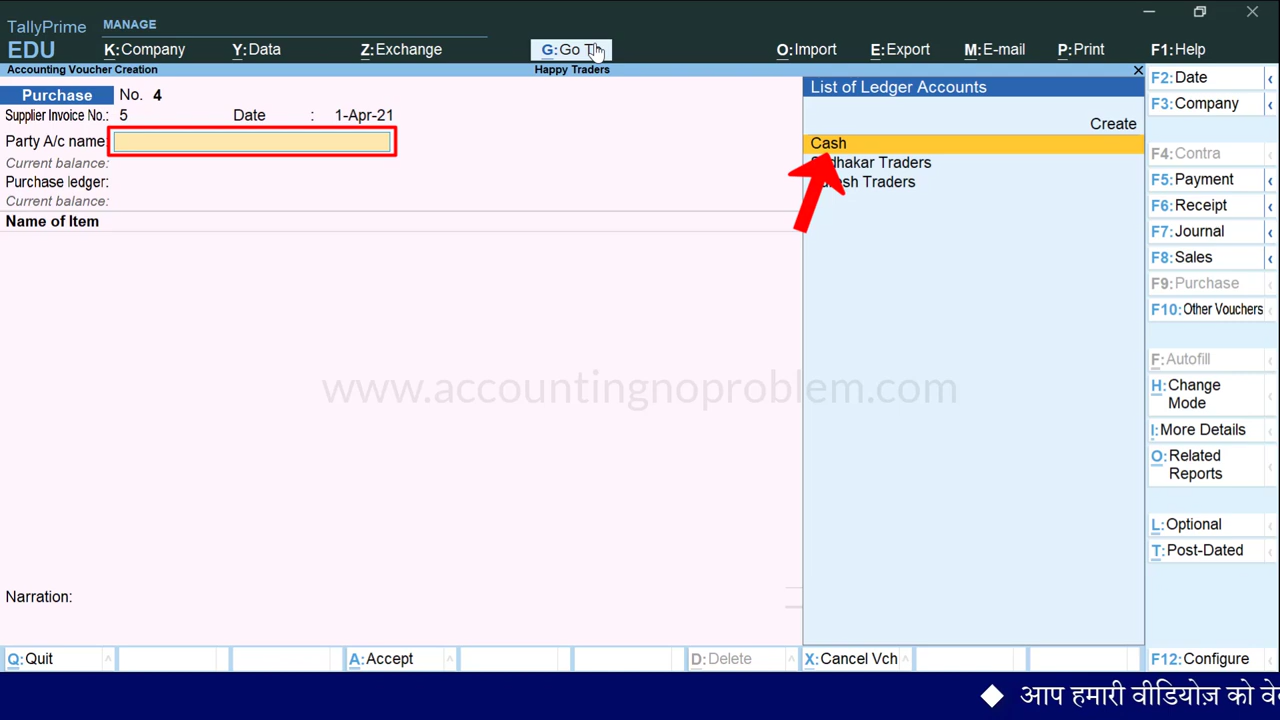 TallyPrime
MANAGE
EDU
K:Company
Y:Data
Z:Exchange
G:Go
O:Import
E:Export
M:E-mail
P:Print
F1:Help
Accounting Voucher Creation
Happy Traders
Purchase
No. 4
Supplier Invoice No.: 5
Date : 1-Apr-21
Party A/c name:
Current balance:
Purchase ledger:
Current balance:
Name of Item
Narration:
List of Ledger Accounts
Create
Cash
Traders
Traders
F2:Date
F3:Company
F4:Contra
F5:Payment
F6:Receipt
F7:Journal
F8:Sales
F9:Purchase
F10:Other Vouchers
F:Autofill
H:Change
Mode
I:More Details
O:Related
Reports
L:Optional
T:Post-Dated
www.accountingnoproblem.com
Q:Quit
A:Accept
D:Delete
X:Cancel Vch
F12:Configure
◆ आप हमारी वीडियोज़ को